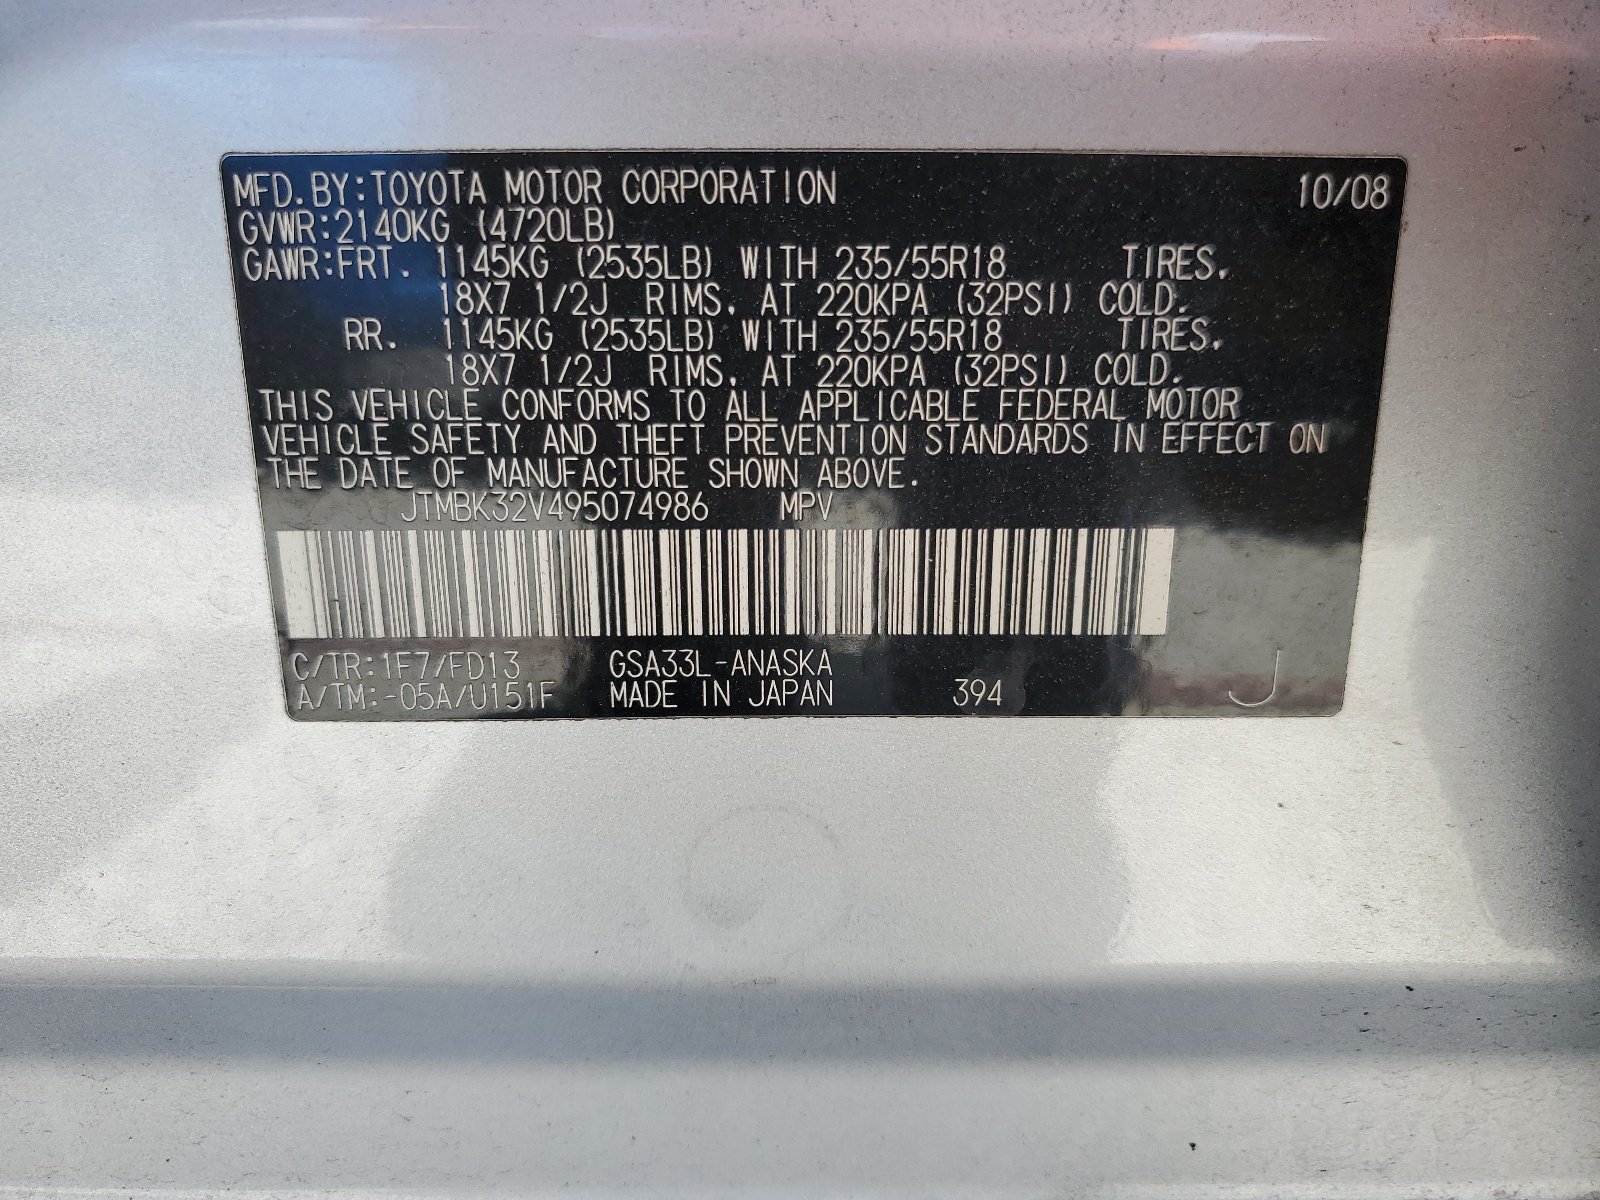 MFD.BY:TOYOTA MOTOR CORPORATION 10/08
GVWR:2140KG (4720LB)
GAWR:FRT. 1145KG (2535LB) WITH 235/55R18 TIRES.
18X7 1/2J RIMS. AT 220KPA (32PSI) COLD.
RR. 1145KG (2535LB) WITH 235/55R18 TIRES.
18X7 1/2J RIMS. AT 220KPA (32PSI) COLD.
THIS VEHICLE CONFORMS TO ALL APPLICABLE FEDERAL MOTOR
VEHICLE SAFETY AND THEFT PREVENTION STANDARDS IN EFFECT ON
THE DATE OF MANUFACTURE SHOWN ABOVE.
JTMBK32V495074986 MPV
C/TR:1F7/FD13 GSA33L-ANASKA
A/TM:-05A/U151F MADE IN JAPAN 394 J